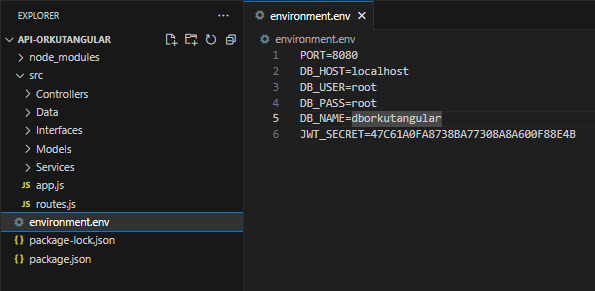 EXPLORER
API-ORKUTANGULAR
node_modules
src
Controllers
Data
Interfaces
Models
Services
JS app.js
JS routes.js
environment.env
{} package-lock.json
{} package.json
environment.env
environment.env
1 PORT=8080
2 DB_HOST=localhost
3 DB_USER=root
4 DB_PASS=root
5 DB_NAME=dborkutangular
6 JWT_SECRET=47C61A0FA8738BA77308A8A600F88E4B